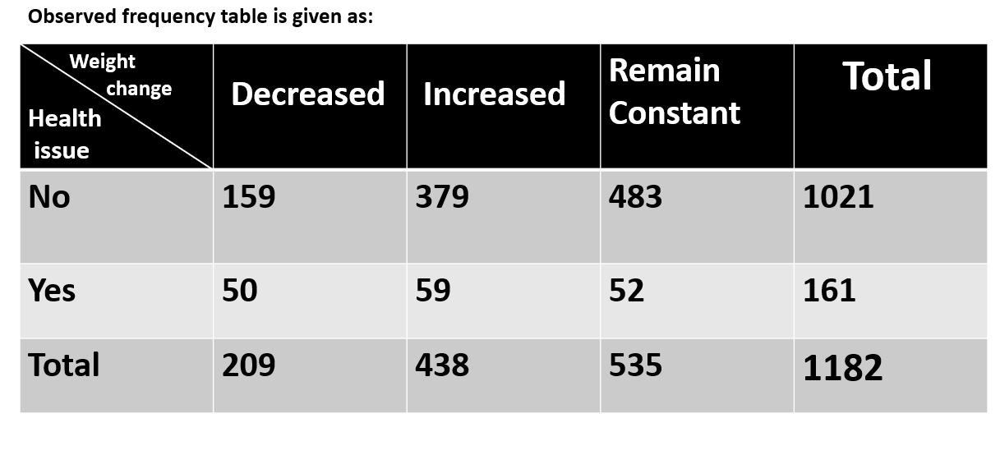 Observed frequency table is given as:
Weight
change
Health
issue
Decreased
Increased
Remain
Constant
Total
No 159 379 483 1021
Yes 50 59 52 161
Total 209 438 535 1182